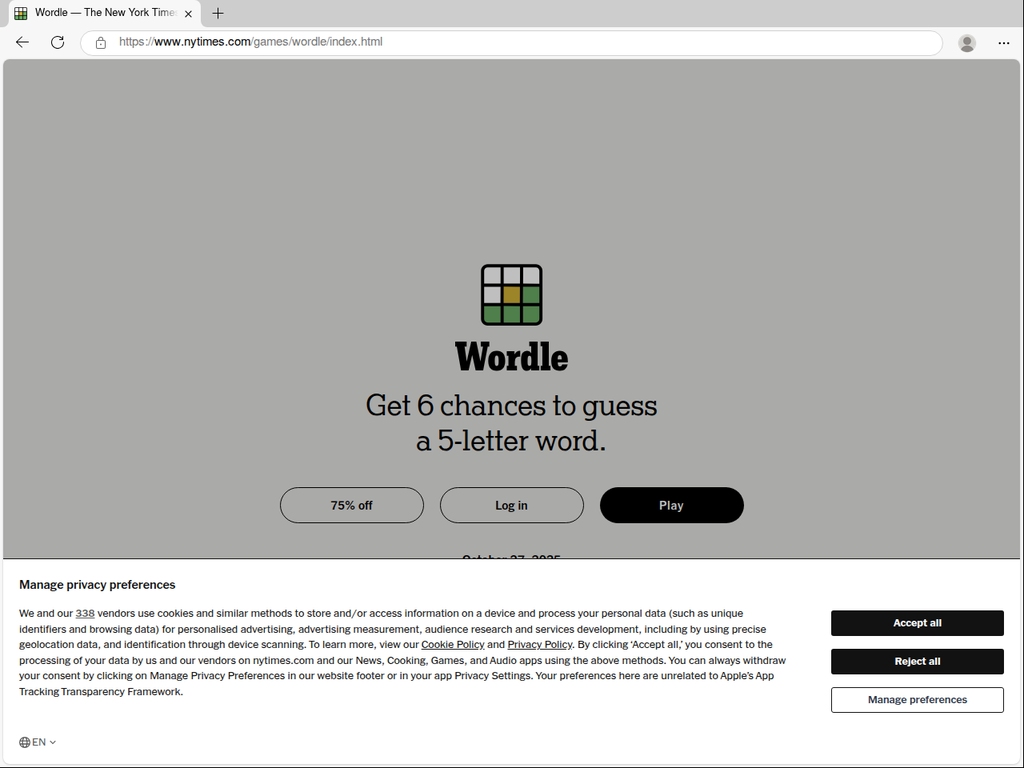 Wordle — The New York Times
https://www.nytimes.com/games/wordle/index.html
Wordle
Get 6 chances to guess
a 5-letter word.
75% off
Log in
Play
October 27, 2025
Manage privacy preferences
We and our 338 vendors use cookies and similar methods to store and/or access information on a device and process your personal data (such as unique
identifiers and browsing data) for personalised advertising, advertising measurement, audience research and services development, including by using precise
geolocation data, and identification through device scanning. To learn more, view our Cookie Policy and Privacy Policy. By clicking ‘Accept all,’ you consent to the
processing of your data by us and our vendors on nytimes.com and our News, Cooking, Games, and Audio apps using the above methods. You can always withdraw
your consent by clicking on Manage Privacy Preferences in our website footer or in your app Privacy Settings. Your preferences here are unrelated to Apple’s App
Tracking Transparency Framework.
Accept all
Reject all
Manage preferences
EN